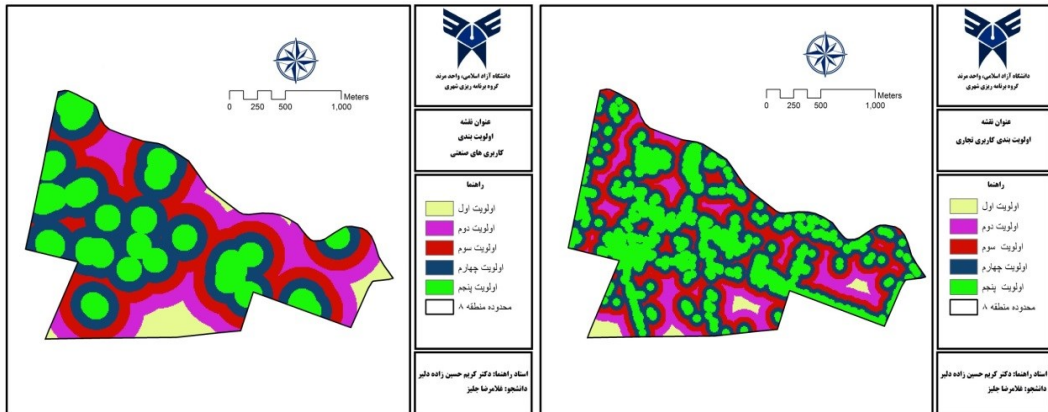 Meters
0 250 500 1,000
دانشگاه آزاد اسلامی، واحد مرند
گروه برنامه ریزی شهری
عنوان نقشه
اولویت بندی
کاربری های صنعتی
راهنما
اولویت اول
اولویت دوم
اولویت سوم
اولویت چهارم
اولویت پنجم
محدوده منطقه ۸
استاد راهنما: دکتر کریم حسین زاده دلیر
دانشجو: غلامرضا جلیز
Meters
0 250 500 1,000
دانشگاه آزاد اسلامی، واحد مرند
گروه برنامه ریزی شهری
عنوان نقشه
اولویت بندی کاربری تجاری
راهنما
اولویت اول
اولویت دوم
اولویت سوم
اولویت چهارم
اولویت پنجم
محدوده منطقه ۸
استاد راهنما: دکتر کریم حسین زاده دلیر
دانشجو: غلامرضا جلیز